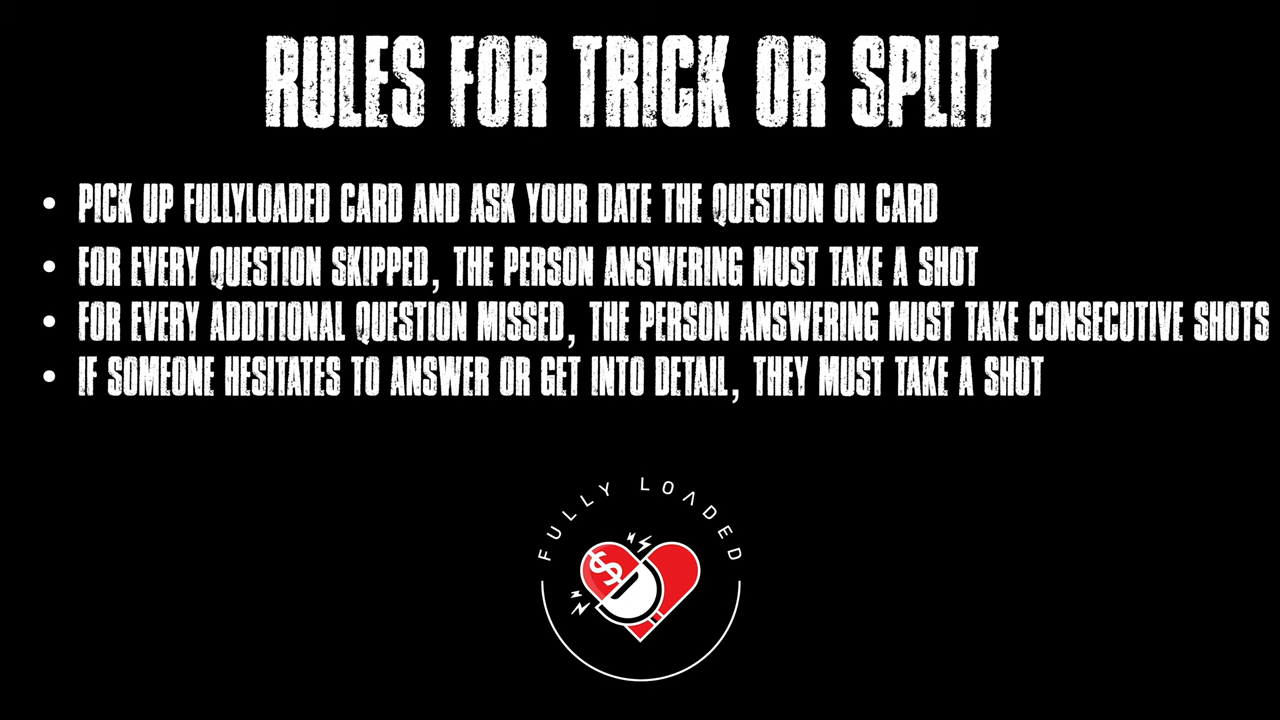 RULES FOR TRICK OR SPLIT
• PICK UP FULLYLOADED CARD AND ASK YOUR DATE THE QUESTION ON CARD
• FOR EVERY QUESTION SKIPPED, THE PERSON ANSWERING MUST TAKE A SHOT
• FOR EVERY ADDITIONAL QUESTION MISSED, THE PERSON ANSWERING MUST TAKE CONSECUTIVE SHOTS
• IF SOMEONE HESITATES TO ANSWER OR GET INTO DETAIL, THEY MUST TAKE A SHOT
FULLY LOADED
$